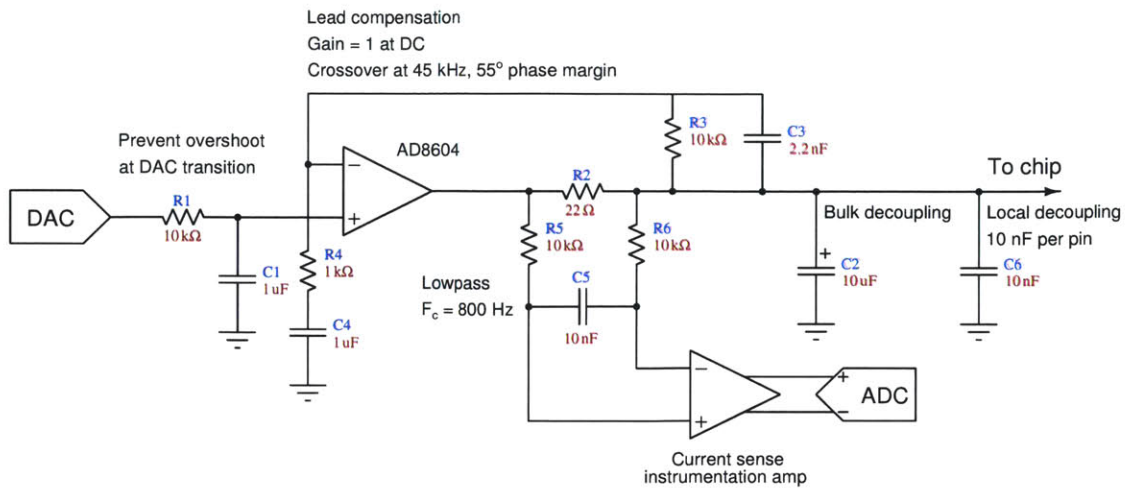 Lead compensation
Gain = 1 at DC
Crossover at 45 kHz, 55° phase margin
Prevent overshoot
at DAC transition
AD8604
R3
10kΩ
C3
2.2nF
To chip
−
+
R2
22Ω
DAC
R1
10kΩ
Bulk decoupling
Local decoupling
10 nF per pin
R5
10kΩ
R6
10kΩ
R4
1kΩ
C1
1uF
Lowpass
Fc = 800 Hz
C5
10nF
+
C2
10uF
C6
10nF
C4
1uF
−
+
+
−
ADC
Current sense
instrumentation amp